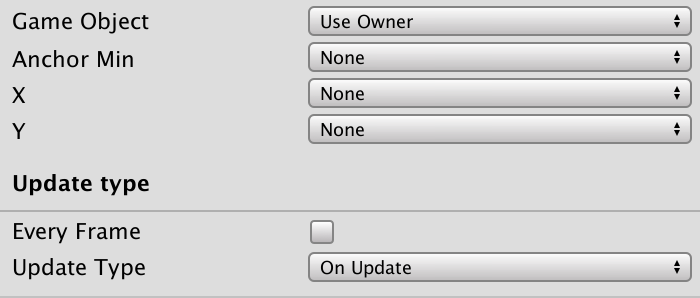 Game Object Use Owner
Anchor Min None
X None
Y None
Update type
Every Frame
Update Type On Update